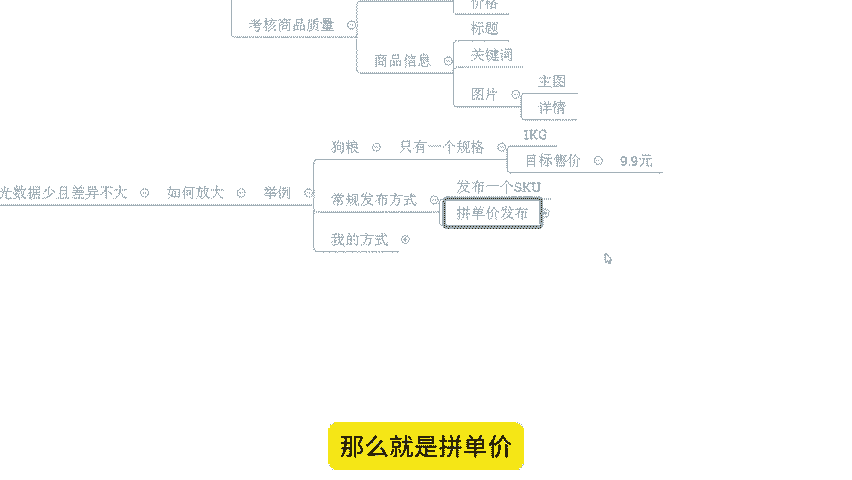 价格
考核商品质量
标题
商品信息
关键词
图片
主图
详情
狗粮
只有一个规格
1KG
目标售价
9.9元
光数据少且差异不大
如何放大
举例
常规发布方式
发布一个SKU
拼单价发布
我的方式
那么就是拼单价